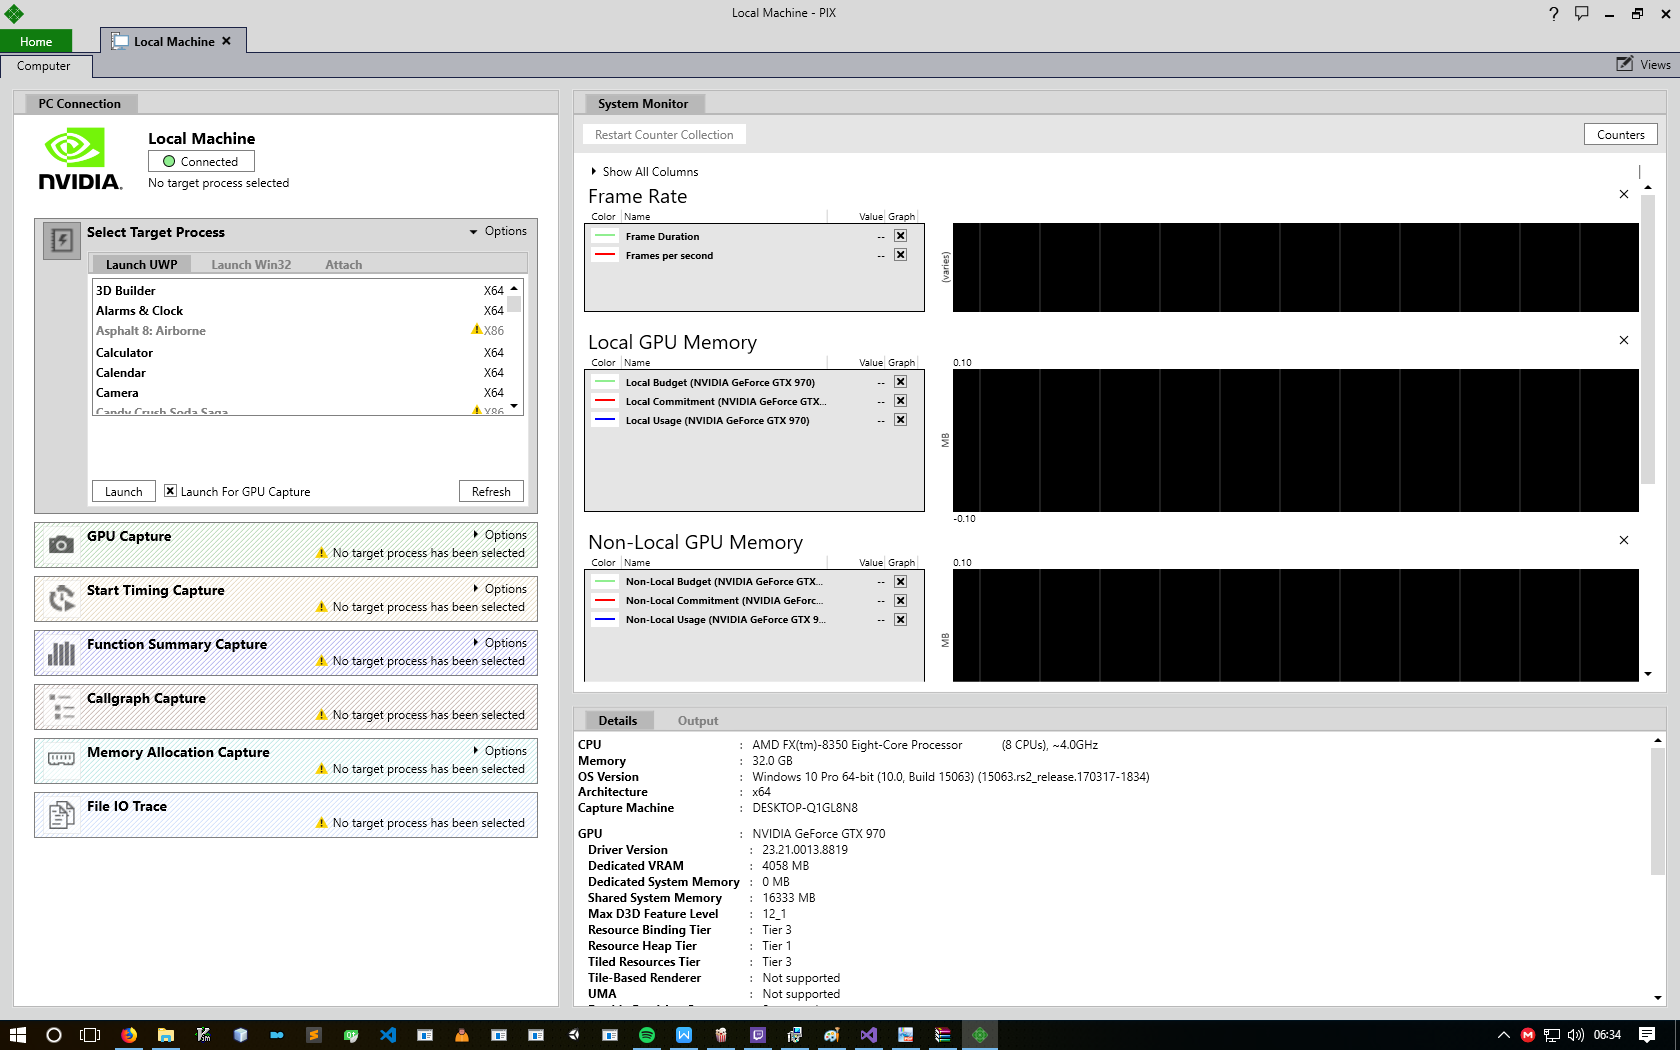 Local Machine - PIX
Home
Local Machine
Computer
Views
PC Connection
NVIDIA.
Local Machine
Connected
No target process selected
Select Target Process
Options
Launch UWP Launch Win32 Attach
3D Builder X64
Alarms & Clock X64
Asphalt 8: Airborne X86
Calculator X64
Calendar X64
Camera X64
Candy Crush Soda Saga X86
Launch
Launch For GPU Capture
Refresh
GPU Capture
Options
No target process has been selected
Start Timing Capture
Options
No target process has been selected
Function Summary Capture
Options
No target process has been selected
Callgraph Capture
No target process has been selected
Memory Allocation Capture
Options
No target process has been selected
File IO Trace
No target process has been selected
System Monitor
Restart Counter Collection
Counters
Show All Columns
Frame Rate
Color Name Value Graph
Frame Duration --
Frames per second --
(varies)
Local GPU Memory
Color Name Value Graph
Local Budget (NVIDIA GeForce GTX 970) --
Local Commitment (NVIDIA GeForce GTX... --
Local Usage (NVIDIA GeForce GTX 970) --
0.10
MB
-0.10
Non-Local GPU Memory
Color Name Value Graph
Non-Local Budget (NVIDIA GeForce GTX... --
Non-Local Commitment (NVIDIA GeForc... --
Non-Local Usage (NVIDIA GeForce GTX 9... --
0.10
MB
Details Output
CPU : AMD FX(tm)-8350 Eight-Core Processor (8 CPUs), ~4.0GHz
Memory : 32.0 GB
OS Version : Windows 10 Pro 64-bit (10.0, Build 15063) (15063.rs2_release.170317-1834)
Architecture : x64
Capture Machine : DESKTOP-Q1GL8N8
GPU : NVIDIA GeForce GTX 970
Driver Version : 23.21.0013.8819
Dedicated VRAM : 4058 MB
Dedicated System Memory : 0 MB
Shared System Memory : 16333 MB
Max D3D Feature Level : 12_1
Resource Binding Tier : Tier 3
Resource Heap Tier : Tier 1
Tiled Resources Tier : Tier 3
Tile-Based Renderer : Not supported
UMA : Not supported
06:34